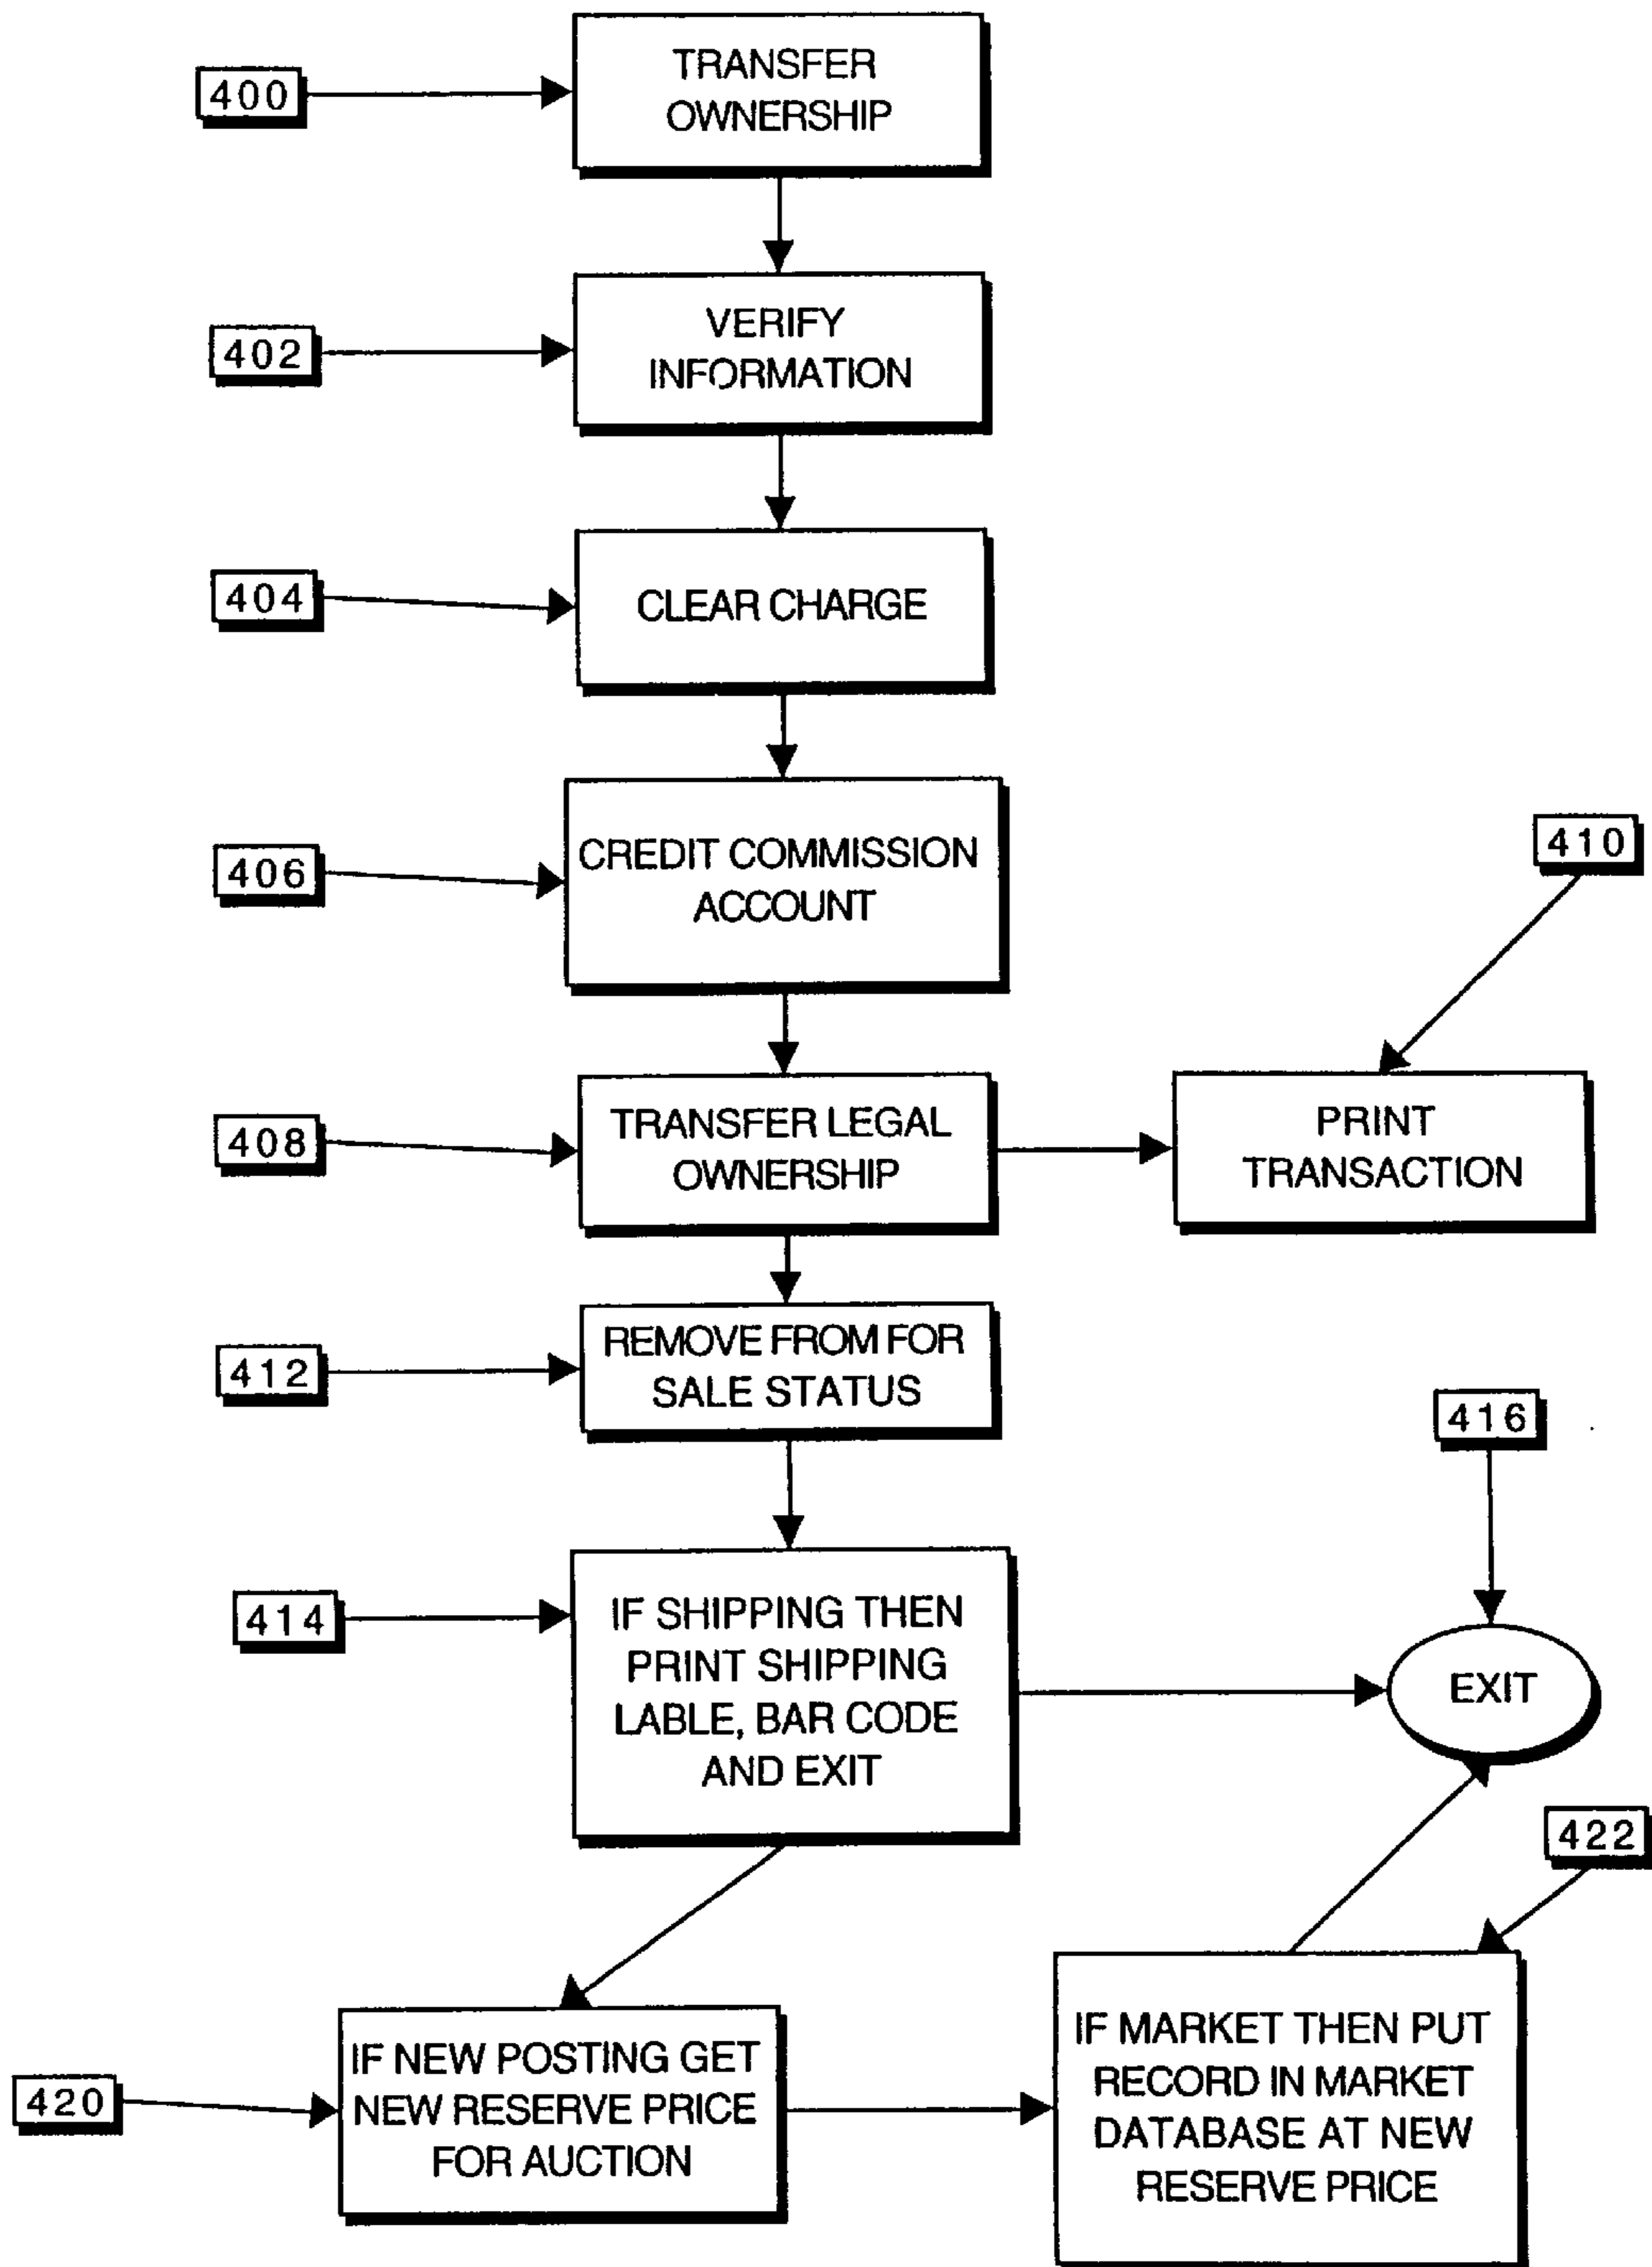 400
TRANSFER
OWNERSHIP
402
VERIFY
INFORMATION
404
CLEAR CHARGE
406
CREDIT COMMISSION
ACCOUNT
410
408
TRANSFER LEGAL
OWNERSHIP
PRINT
TRANSACTION
412
REMOVE FROM FOR
SALE STATUS
416
414
IF SHIPPING THEN
PRINT SHIPPING
LABLE, BAR CODE
AND EXIT
EXIT
422
420
IF NEW POSTING GET
NEW RESERVE PRICE
FOR AUCTION
IF MARKET THEN PUT
RECORD IN MARKET
DATABASE AT NEW
RESERVE PRICE